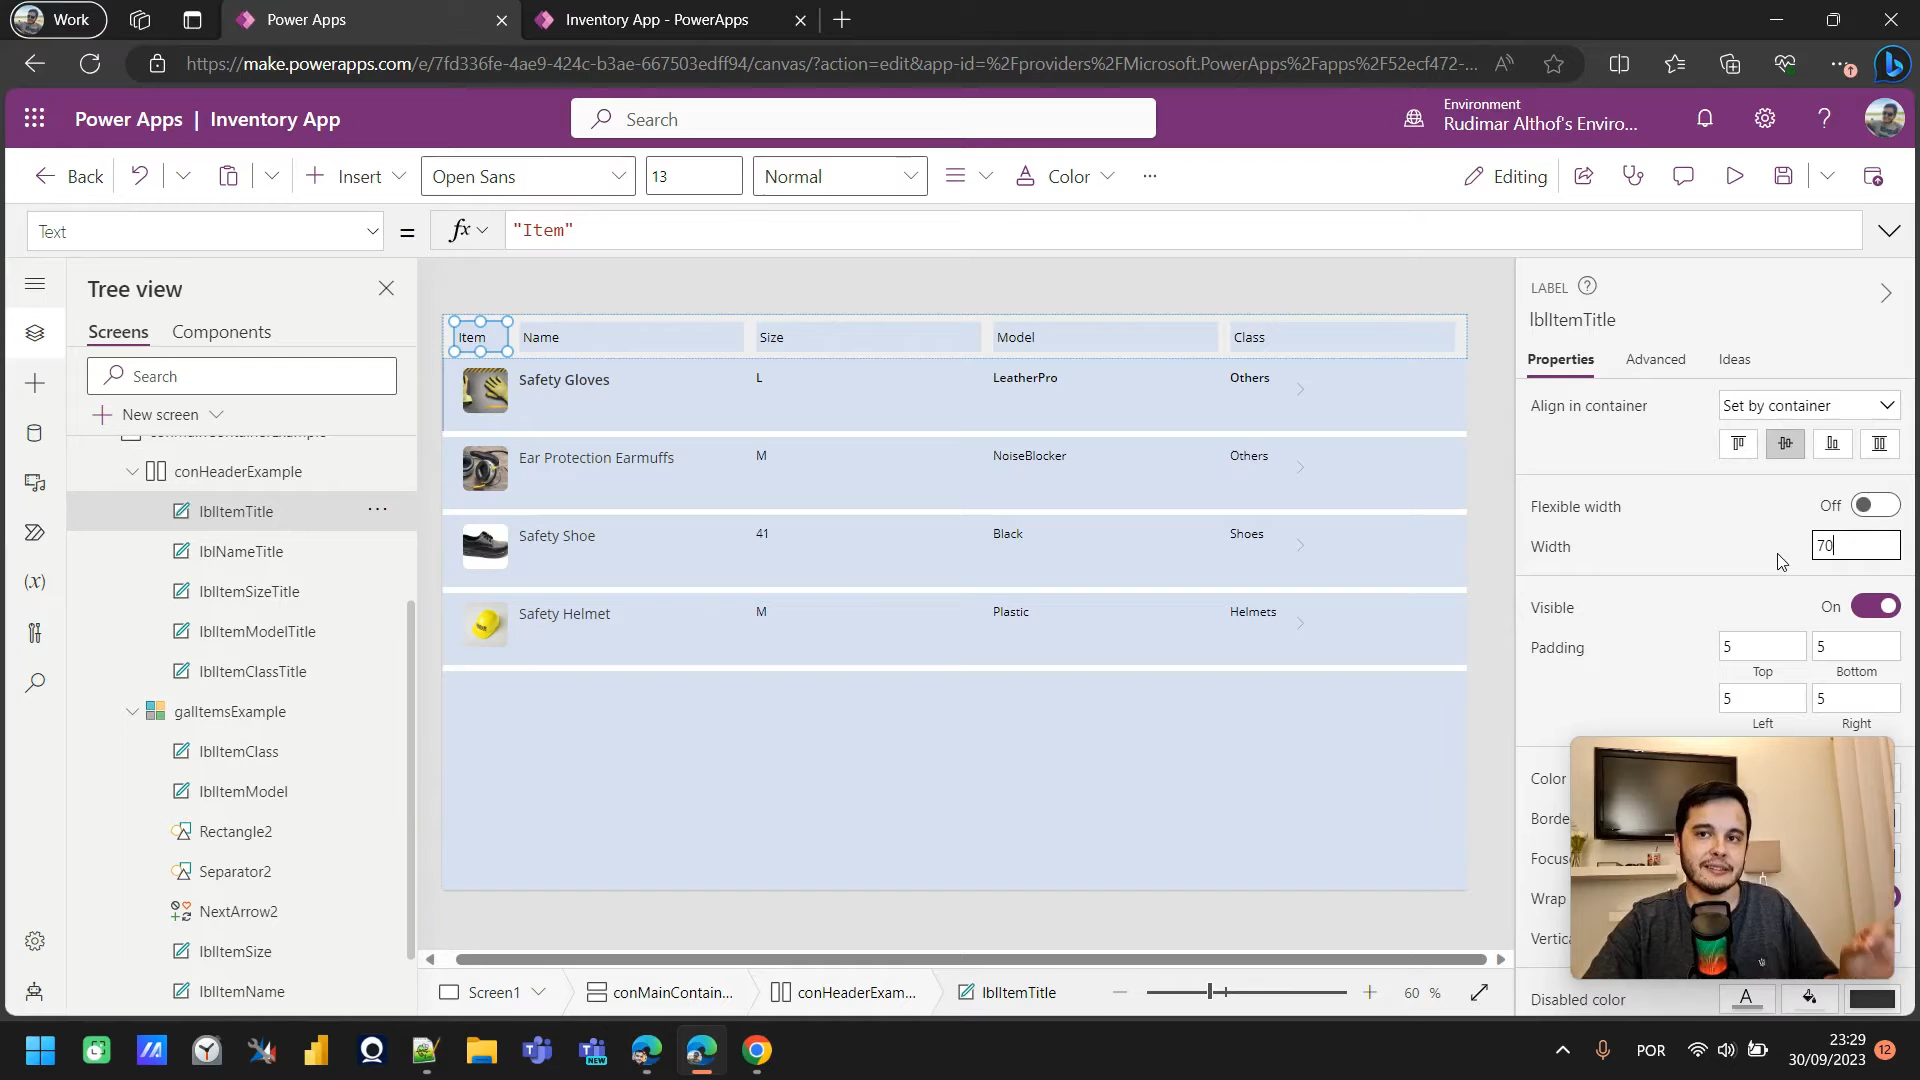 Work
Power Apps
Inventory App - PowerApps
https://make.powerapps.com/e/7fd336fe-4ae9-424c-b3ae-667503edff94/canvas/?action=edit&app-id=%2Fproviders%2FMicrosoft.PowerApps%2Fapps%2F52ecf472-...
Power Apps | Inventory App
Search
Environment
Rudimar Althof's Enviro...
Back
Insert
Open Sans
13
Normal
Color
...
Editing
Text
=
fx
"Item"
Tree view
Screens
Components
Search
New screen
conHeaderExample
lblItemTitle
...
lblNameTitle
lblItemSizeTitle
lblItemModelTitle
lblItemClassTitle
galItemsExample
lblItemClass
lblItemModel
Rectangle2
Separator2
NextArrow2
lblItemSize
lblItemName
Item
Name
Size
Model
Class
Safety Gloves
L
LeatherPro
Others
Ear Protection Earmuffs
M
NoiseBlocker
Others
Safety Shoe
41
Black
Shoes
Safety Helmet
M
Plastic
Helmets
Screen1
conMainContain...
conHeaderExam...
lblItemTitle
60 %
LABEL
lblItemTitle
Properties
Advanced
Ideas
Align in container
Set by container
Flexible width
Off
Width
70
Visible
On
Padding
5
5
Top
Bottom
5
5
Left
Right
Color
Borde
Focus
Wrap
Vertic
Disabled color
A
NEW
POR
23:29
30/09/2023
12